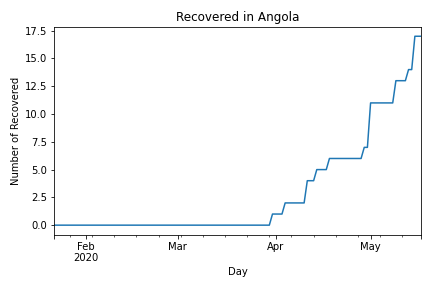 Recovered in Angola
17.5
15.0
12.5
10.0
7.5
5.0
2.5
0.0
Number of Recovered
Feb
2020
Mar
Apr
May
Day